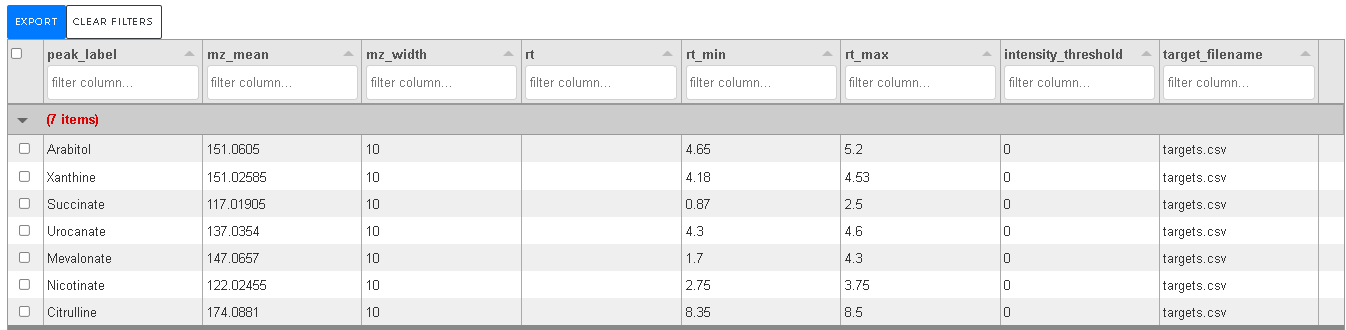 EXPORT CLEAR FILTERS
peak_label mz_mean mz_width rt rt_min rt_max intensity_threshold target_filename
filter column... filter column... filter column... filter column... filter column... filter column... filter column... filter column...
(7 items)
Arabitol 151.0605 10 4.65 5.2 0 targets.csv
Xanthine 151.02585 10 4.18 4.53 0 targets.csv
Succinate 117.01905 10 0.87 2.5 0 targets.csv
Urocanate 137.0354 10 4.3 4.6 0 targets.csv
Mevalonate 147.0657 10 1.7 4.3 0 targets.csv
Nicotinate 122.02455 10 2.75 3.75 0 targets.csv
Citrulline 174.0881 10 8.35 8.5 0 targets.csv